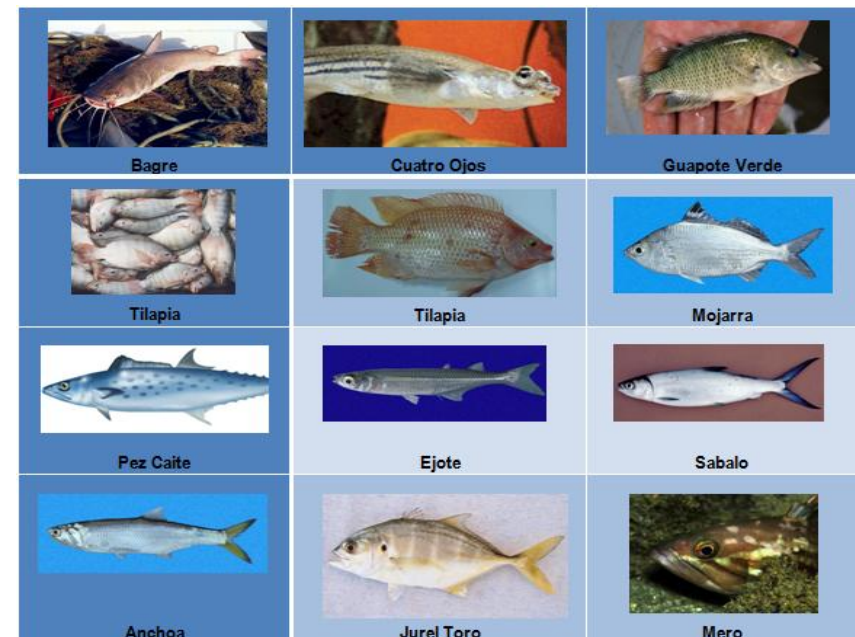 Bagre
Cuatro Ojos
Guapote Verde
Tilapia
Tilapia
Mojarra
Pez Caite
Ejote
Sabalo
Anchoa
Jurel Toro
Mero